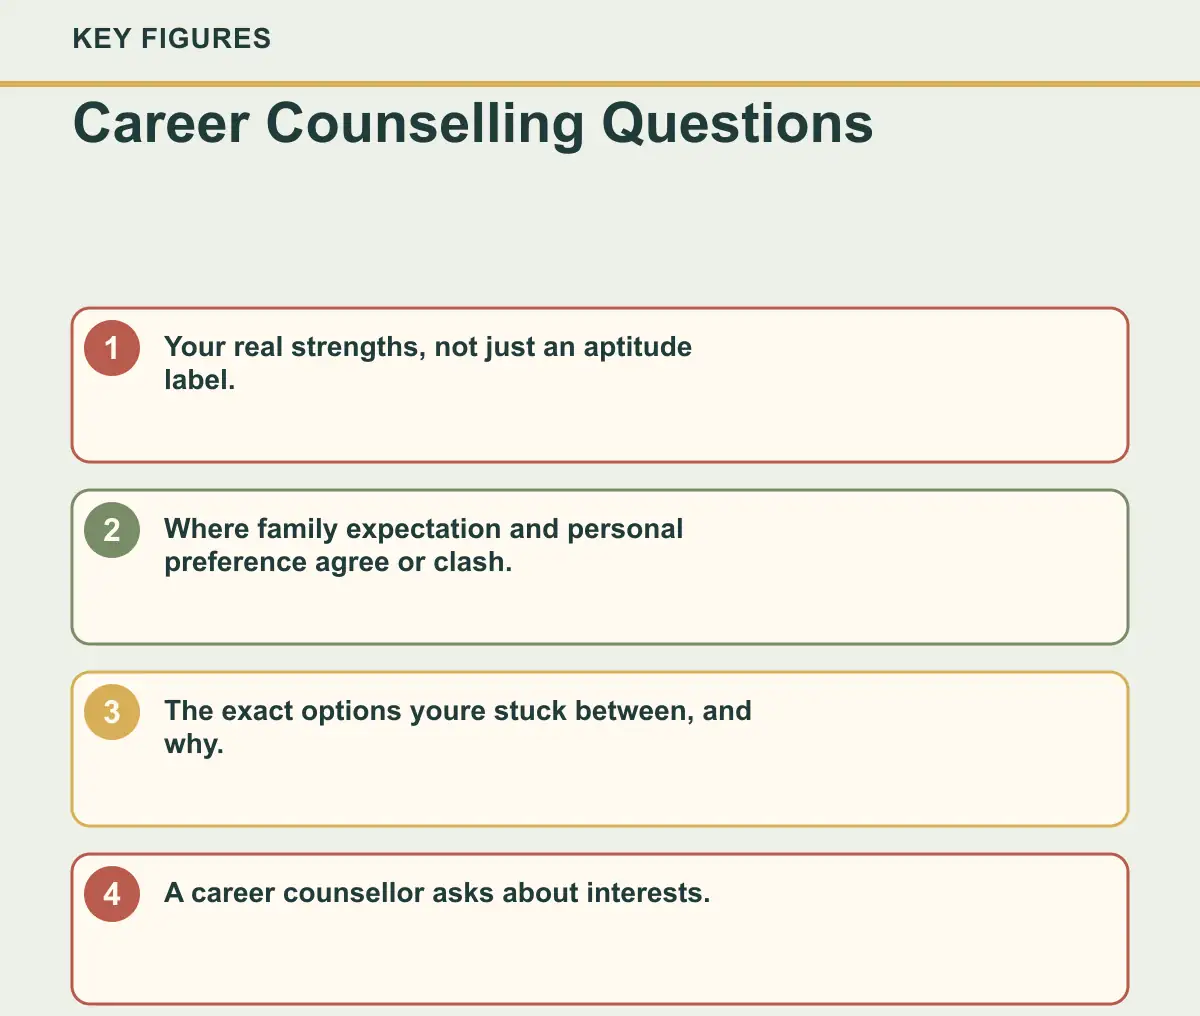 KEY FIGURES
Career Counselling Questions
1
Your real strengths, not just an aptitude
label.
2
Where family expectation and personal
preference agree or clash.
3
The exact options youre stuck between, and
why.
4
A career counsellor asks about interests.